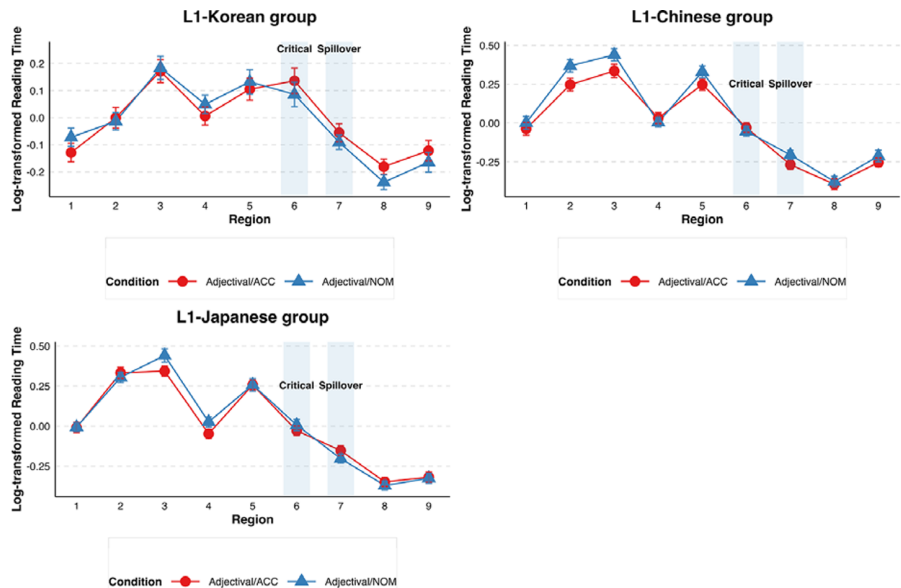 L1-Korean group
Log-transformed Reading Time
0.2
0.1
0.0
-0.1
-0.2
Critical Spillover
1 2 3 4 5 6 7 8 9
Region
Condition Adjectival/ACC Adjectival/NOM
L1-Chinese group
Log-transformed Reading Time
0.50
0.25
0.00
-0.25
Critical Spillover
1 2 3 4 5 6 7 8 9
Region
Condition Adjectival/ACC Adjectival/NOM
L1-Japanese group
Log-transformed Reading Time
0.50
0.25
0.00
-0.25
Critical Spillover
1 2 3 4 5 6 7 8 9
Region
Condition Adjectival/ACC Adjectival/NOM